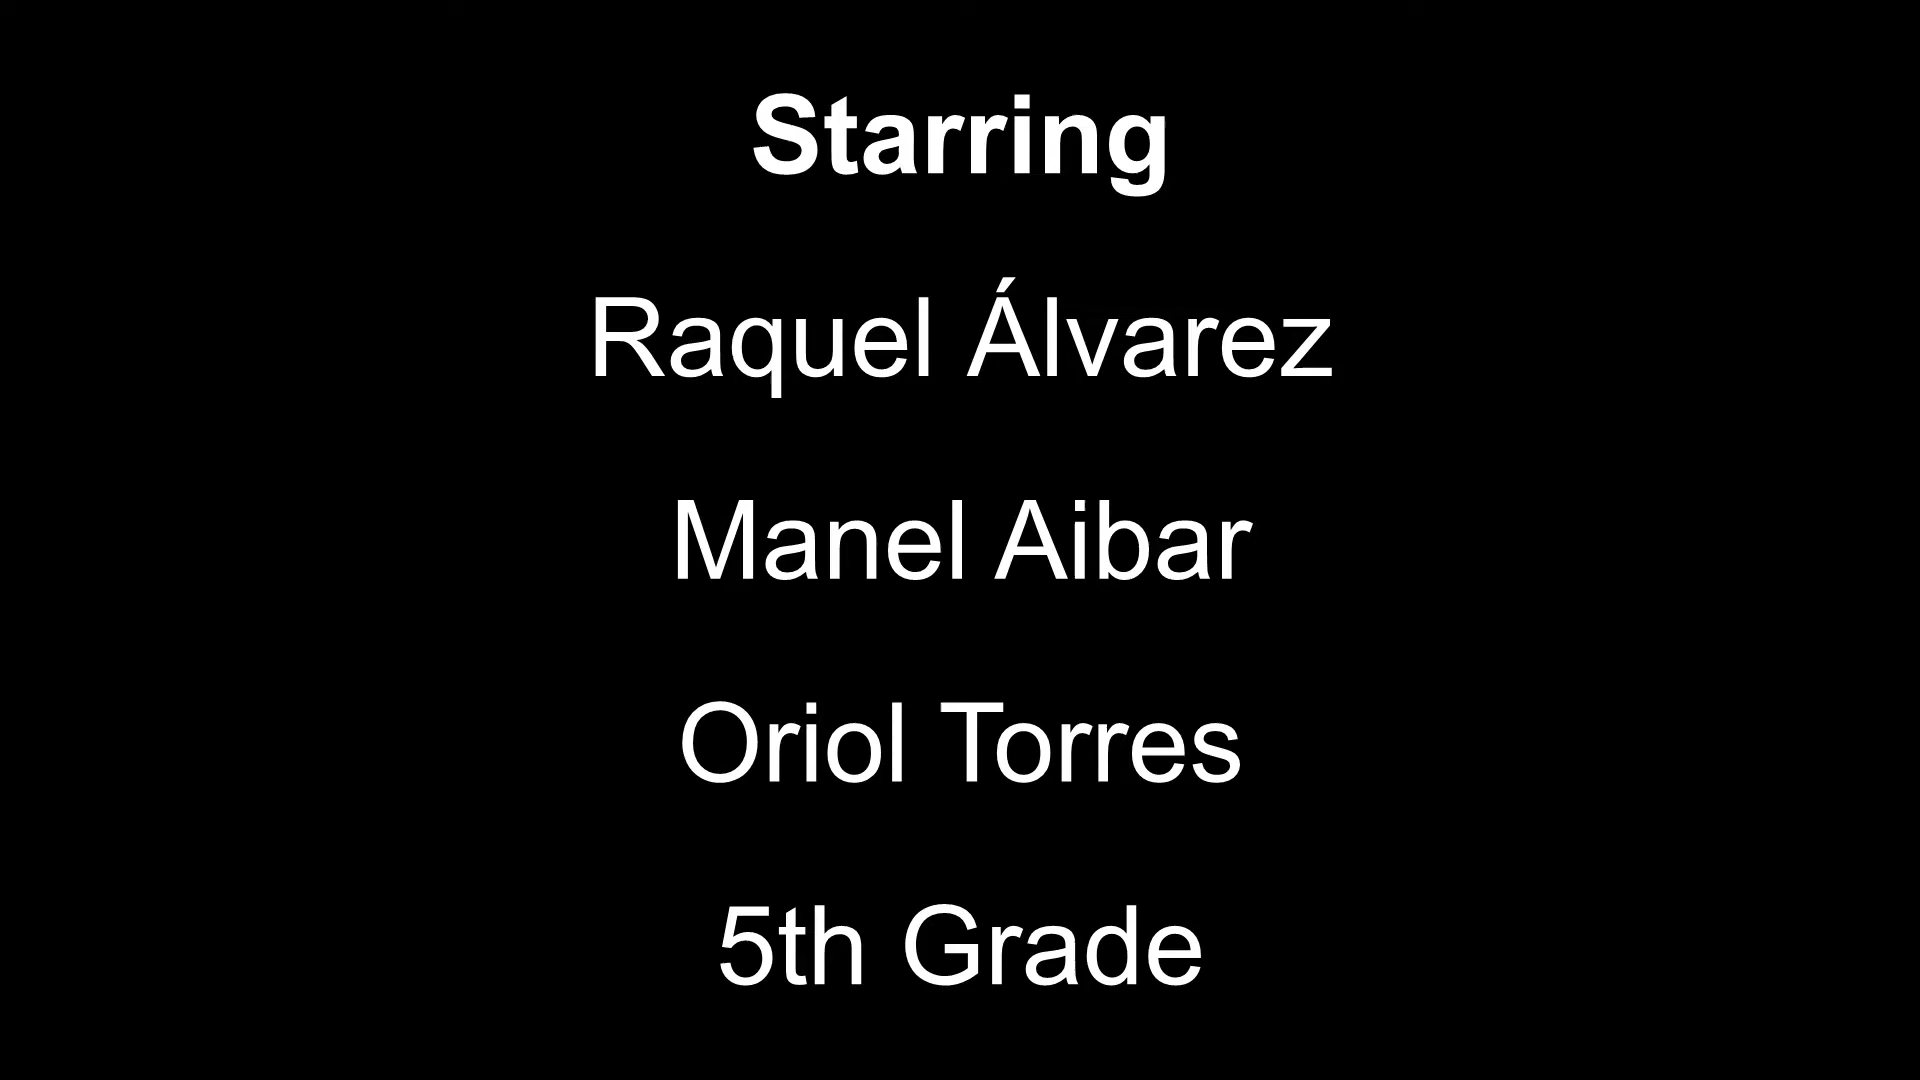 Starring
Raquel Álvarez
Manel Aibar
Oriol Torres
5th Grade